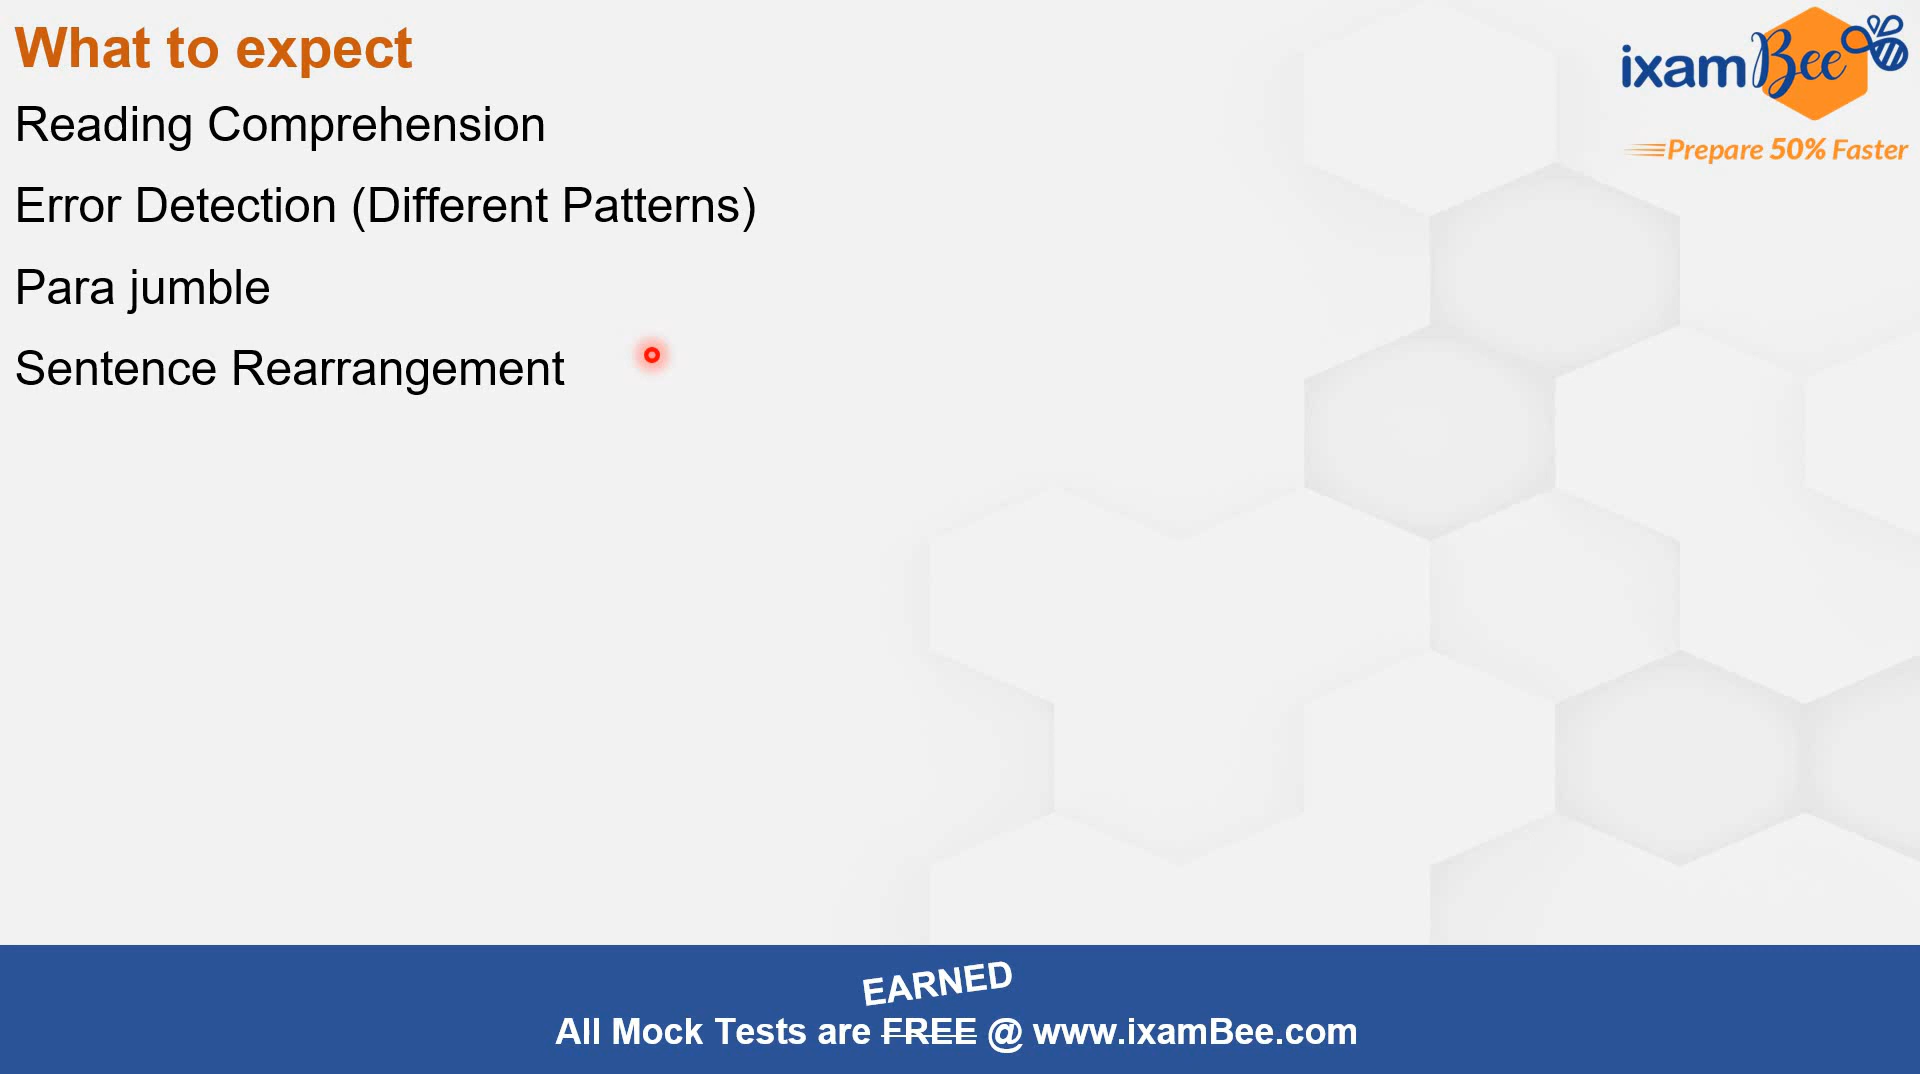 What to expect
ixamBee
Prepare 50% Faster
Reading Comprehension
Error Detection (Different Patterns)
Para jumble
Sentence Rearrangement
EARNED
All Mock Tests are FREE @ www.ixamBee.com